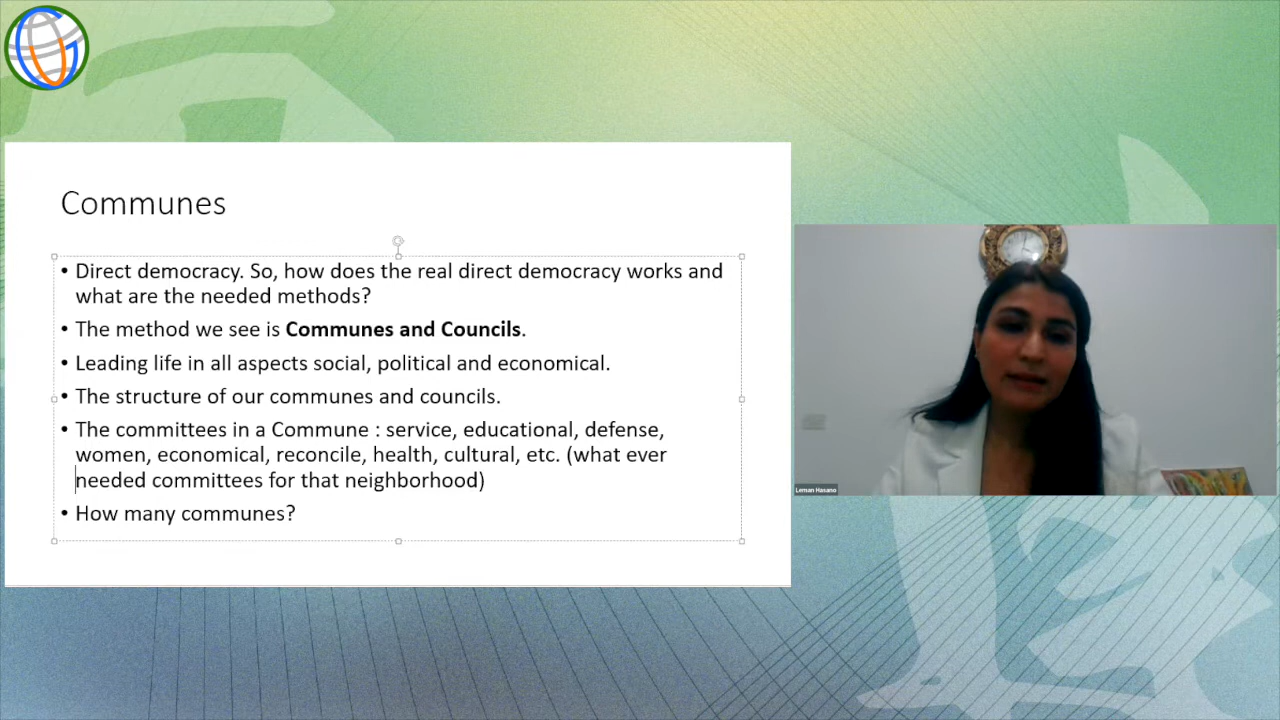 Communes
• Direct democracy. So, how does the real direct democracy works and
what are the needed methods?
• The method we see is Communes and Councils.
• Leading life in all aspects social, political and economical.
• The structure of our communes and councils.
• The committees in a Commune : service, educational, defense,
women, economical, reconcile, health, cultural, etc. (what ever
needed committees for that neighborhood)
• How many communes?
Leman Hasano